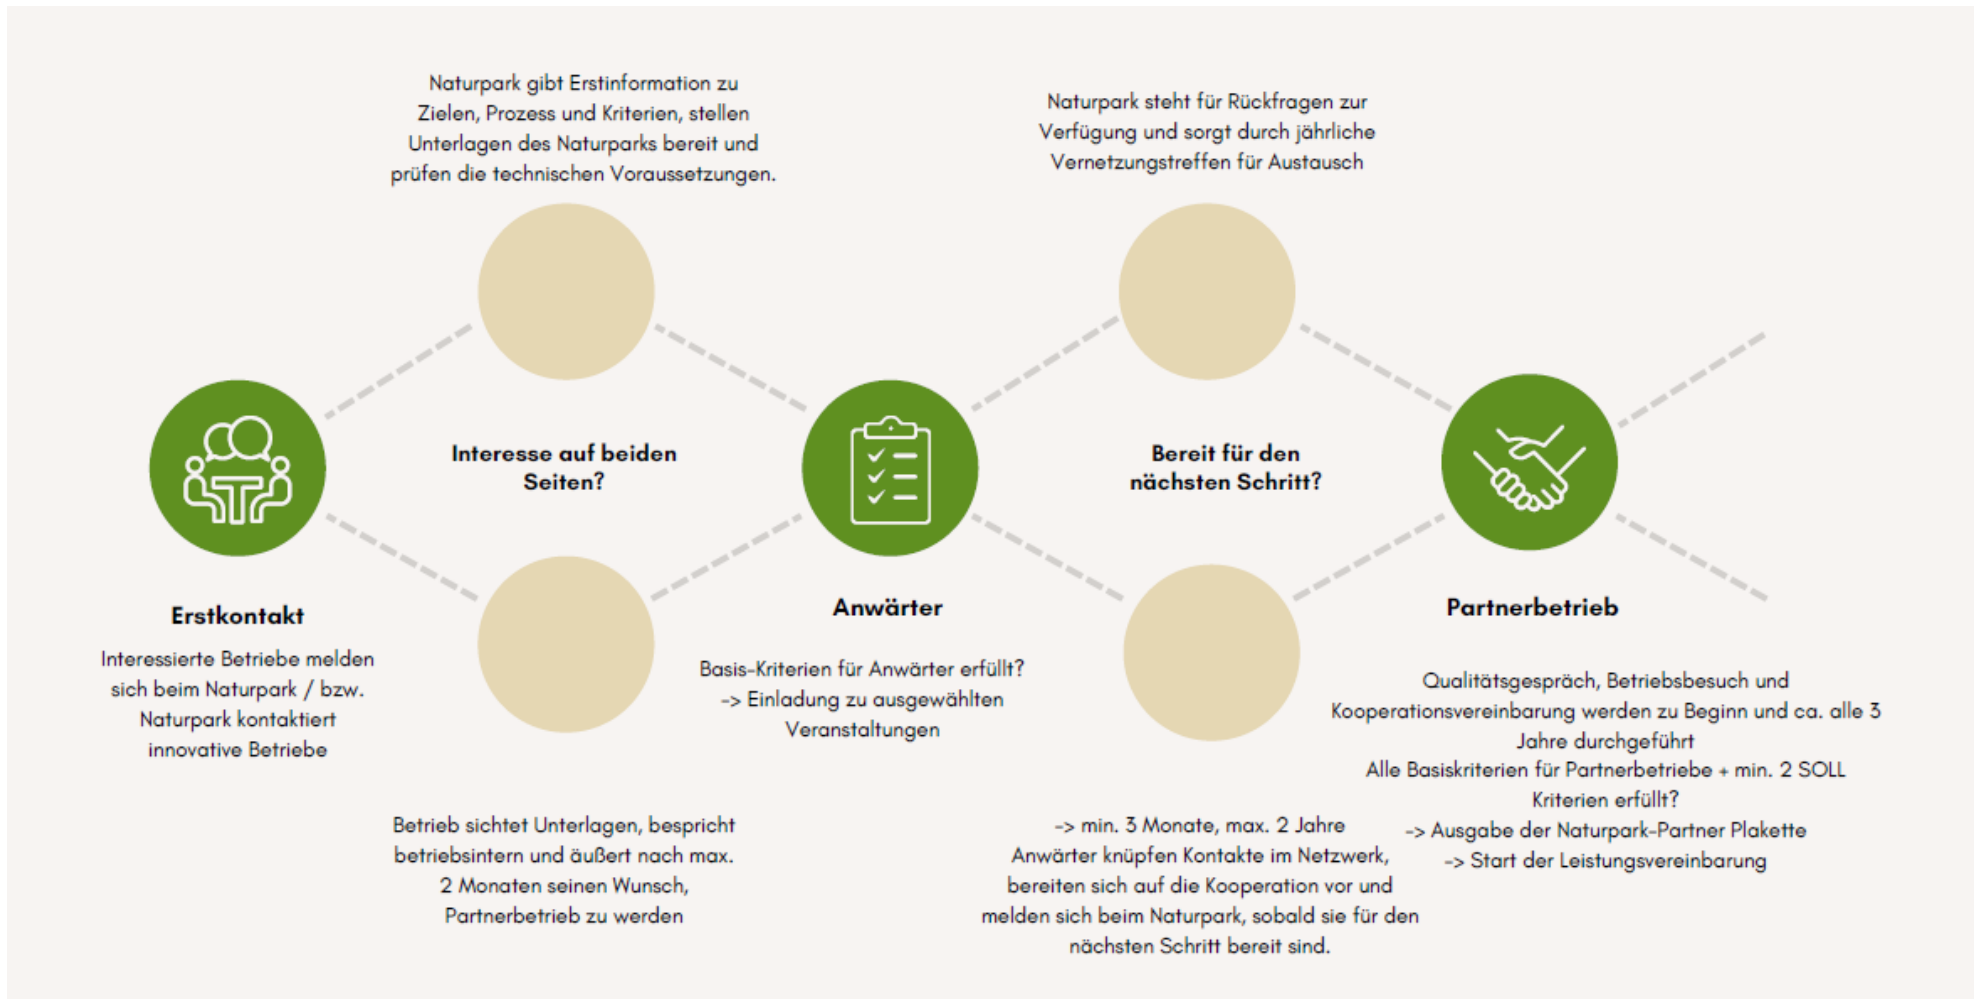 Naturpark gibt Erstinformation zu
Zielen, Prozess und Kriterien, stellen
Unterlagen des Naturparks bereit und
prüfen die technischen Voraussetzungen.
Naturpark steht für Rückfragen zur
Verfügung und sorgt durch jährliche
Vernetzungstreffen für Austausch
Interesse auf beiden
Seiten?
Bereit für den
nächsten Schritt?
Erstkontakt
Interessierte Betriebe melden
sich beim Naturpark / bzw.
Naturpark kontaktiert
innovative Betriebe
Betrieb sichtet Unterlagen, bespricht
betriebsintern und äußert nach max.
2 Monaten seinen Wunsch,
Partnerbetrieb zu werden
Anwärter
Basis-Kriterien für Anwärter erfüllt?
-> Einladung zu ausgewählten
Veranstaltungen
-> min. 3 Monate, max. 2 Jahre
Anwärter knüpfen Kontakte im Netzwerk,
bereiten sich auf die Kooperation vor und
melden sich beim Naturpark, sobald sie für den
nächsten Schritt bereit sind.
Partnerbetrieb
Qualitätsgespräch, Betriebsbesuch und
Kooperationsvereinbarung werden zu Beginn und ca. alle 3
Jahre durchgeführt
Alle Basiskriterien für Partnerbetriebe + min. 2 SOLL
Kriterien erfüllt?
-> Ausgabe der Naturpark-Partner Plakette
-> Start der Leistungsvereinbarung